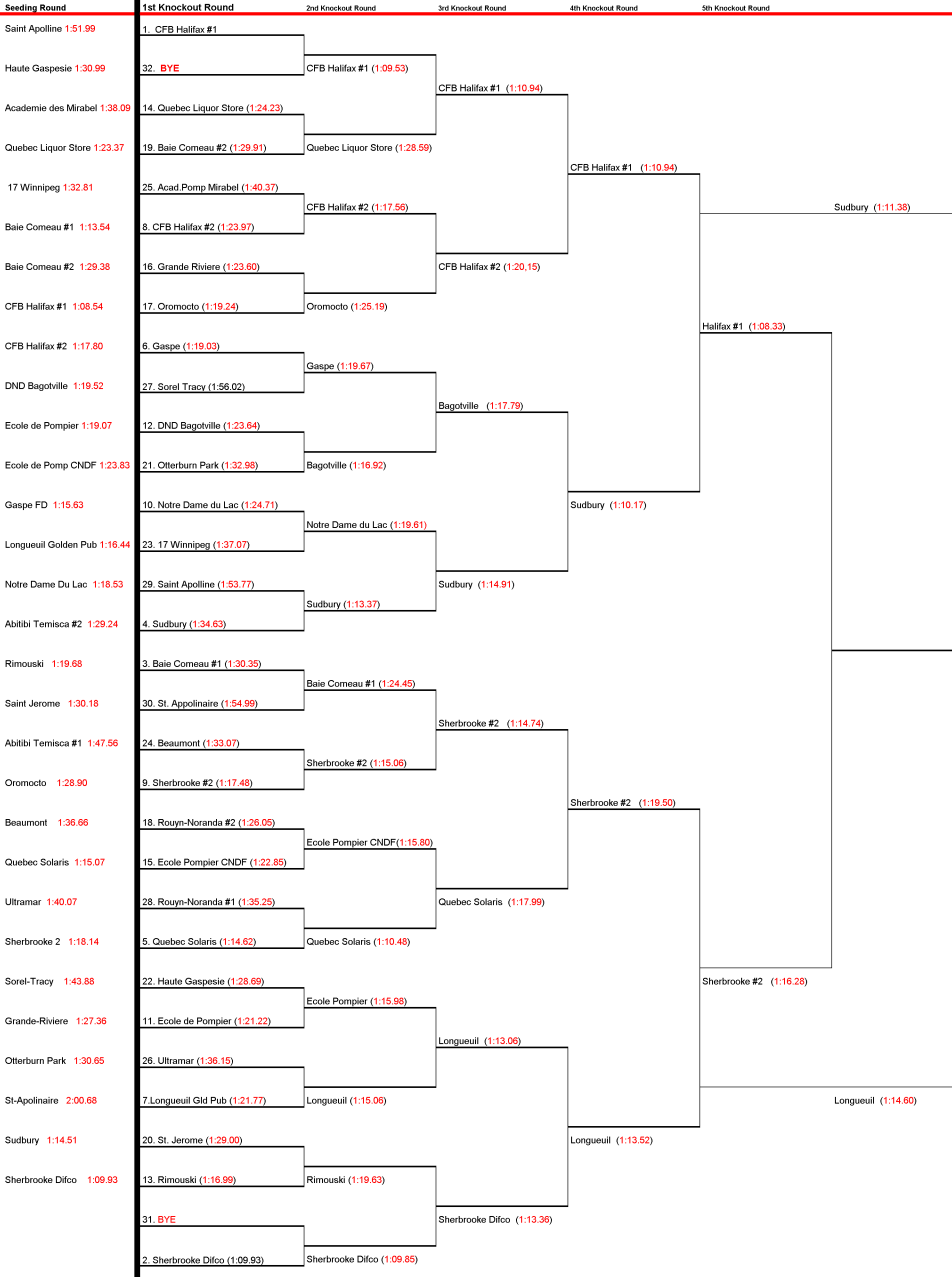 Seeding Round
1st Knockout Round
2nd Knockout Round
3rd Knockout Round
4th Knockout Round
5th Knockout Round
Saint Apolline 1:51.99
Haute Gaspesie 1:30.99
Academie des Mirabel 1:38.09
Quebec Liquor Store 1:23.37
17 Winnipeg 1:32.81
Baie Comeau #1 1:13.54
Baie Comeau #2 1:29.38
CFB Halifax #1 1:08.54
CFB Halifax #2 1:17.80
DND Bagotville 1:19.52
Ecole de Pompier 1:19.07
Ecole de Pomp CNDF 1:23.83
Gaspe FD 1:15.63
Longueuil Golden Pub 1:16.44
Notre Dame Du Lac 1:18.53
Abitibi Temisca #2 1:29.24
Rimouski 1:19.68
Saint Jerome 1:30.18
Abitibi Temisca #1 1:47.56
Oromocto 1:28.90
Beaumont 1:36.66
Quebec Solaris 1:15.07
Ultramar 1:40.07
Sherbrooke 2 1:18.14
Sorel-Tracy 1:43.88
Grande-Riviere 1:27.36
Otterburn Park 1:30.65
St-Apolinaire 2:00.68
Sudbury 1:14.51
Sherbrooke Difco 1:09.93
1. CFB Halifax #1
32. BYE
14. Quebec Liquor Store (1:24.23)
19. Baie Comeau #2 (1:29.91)
25. Acad.Pomp Mirabel (1:40.37)
8. CFB Halifax #2 (1:23.97)
16. Grande Riviere (1:23.60)
17. Oromocto (1:19.24)
6. Gaspe (1:19.03)
27. Sorel Tracy (1:56.02)
12. DND Bagotville (1:23.64)
21. Otterburn Park (1:32.98)
10. Notre Dame du Lac (1:24.71)
23. 17 Winnipeg (1:37.07)
29. Saint Apolline (1:53.77)
4. Sudbury (1:34.63)
3. Baie Comeau #1 (1:30.35)
30. St. Appolinaire (1:54.99)
24. Beaumont (1:33.07)
9. Sherbrooke #2 (1:17.48)
18. Rouyn-Noranda #2 (1:26.05)
15. Ecole Pompier CNDF (1:22.85)
28. Rouyn-Noranda #1 (1:35.25)
5. Quebec Solaris (1:14.62)
22. Haute Gaspesie (1:28.69)
11. Ecole de Pompier (1:21.22)
26. Ultramar (1:36.15)
7.Longueuil Gld Pub (1:21.77)
20. St. Jerome (1:29.00)
13. Rimouski (1:16.99)
31. BYE
2. Sherbrooke Difco (1:09.93)
CFB Halifax #1 (1:09.53)
Quebec Liquor Store (1:28.59)
CFB Halifax #2 (1:17.56)
Oromocto (1:25.19)
Gaspe (1:19.67)
Bagotville (1:16.92)
Notre Dame du Lac (1:19.61)
Sudbury (1:13.37)
Baie Comeau #1 (1:24.45)
Sherbrooke #2 (1:15.06)
Ecole Pompier CNDF(1:15.80)
Quebec Solaris (1:10.48)
Ecole Pompier (1:15.98)
Longueuil (1:15.06)
Rimouski (1:19.63)
Sherbrooke Difco (1:09.85)
CFB Halifax #1 (1:10.94)
CFB Halifax #2 (1:20,15)
Bagotville (1:17.79)
Sudbury (1:14.91)
Sherbrooke #2 (1:14.74)
Quebec Solaris (1:17.99)
Longueuil (1:13.06)
Sherbrooke Difco (1:13.36)
CFB Halifax #1 (1:10.94)
Sudbury (1:10.17)
Sherbrooke #2 (1:19.50)
Longueuil (1:13.52)
Halifax #1 (1:08.33)
Sherbrooke #2 (1:16.28)
Sudbury (1:11.38)
Longueuil (1:14.60)